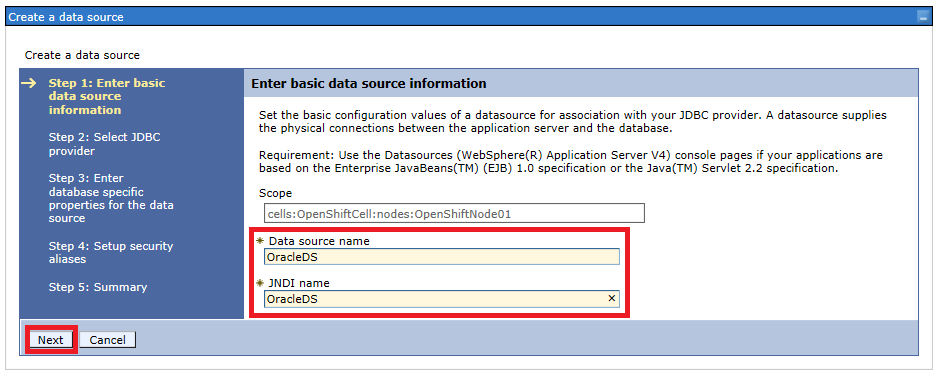 Create a data source
Create a data source
Step 1: Enter basic
data source
information
Step 2: Select JDBC
provider
Step 3: Enter
database specific
properties for the data
source
Step 4: Setup security
aliases
Step 5: Summary
Enter basic data source information
Set the basic configuration values of a datasource for association with your JDBC provider. A datasource supplies
the physical connections between the application server and the database.
Requirement: Use the Datasources (WebSphere(R) Application Server V4) console pages if your applications are
based on the Enterprise JavaBeans(TM) (EJB) 1.0 specification or the Java(TM) Servlet 2.2 specification.
Scope
cells:OpenShiftCell:nodes:OpenShiftNode01
Data source name
OracleDS
JNDI name
OracleDS
Next Cancel